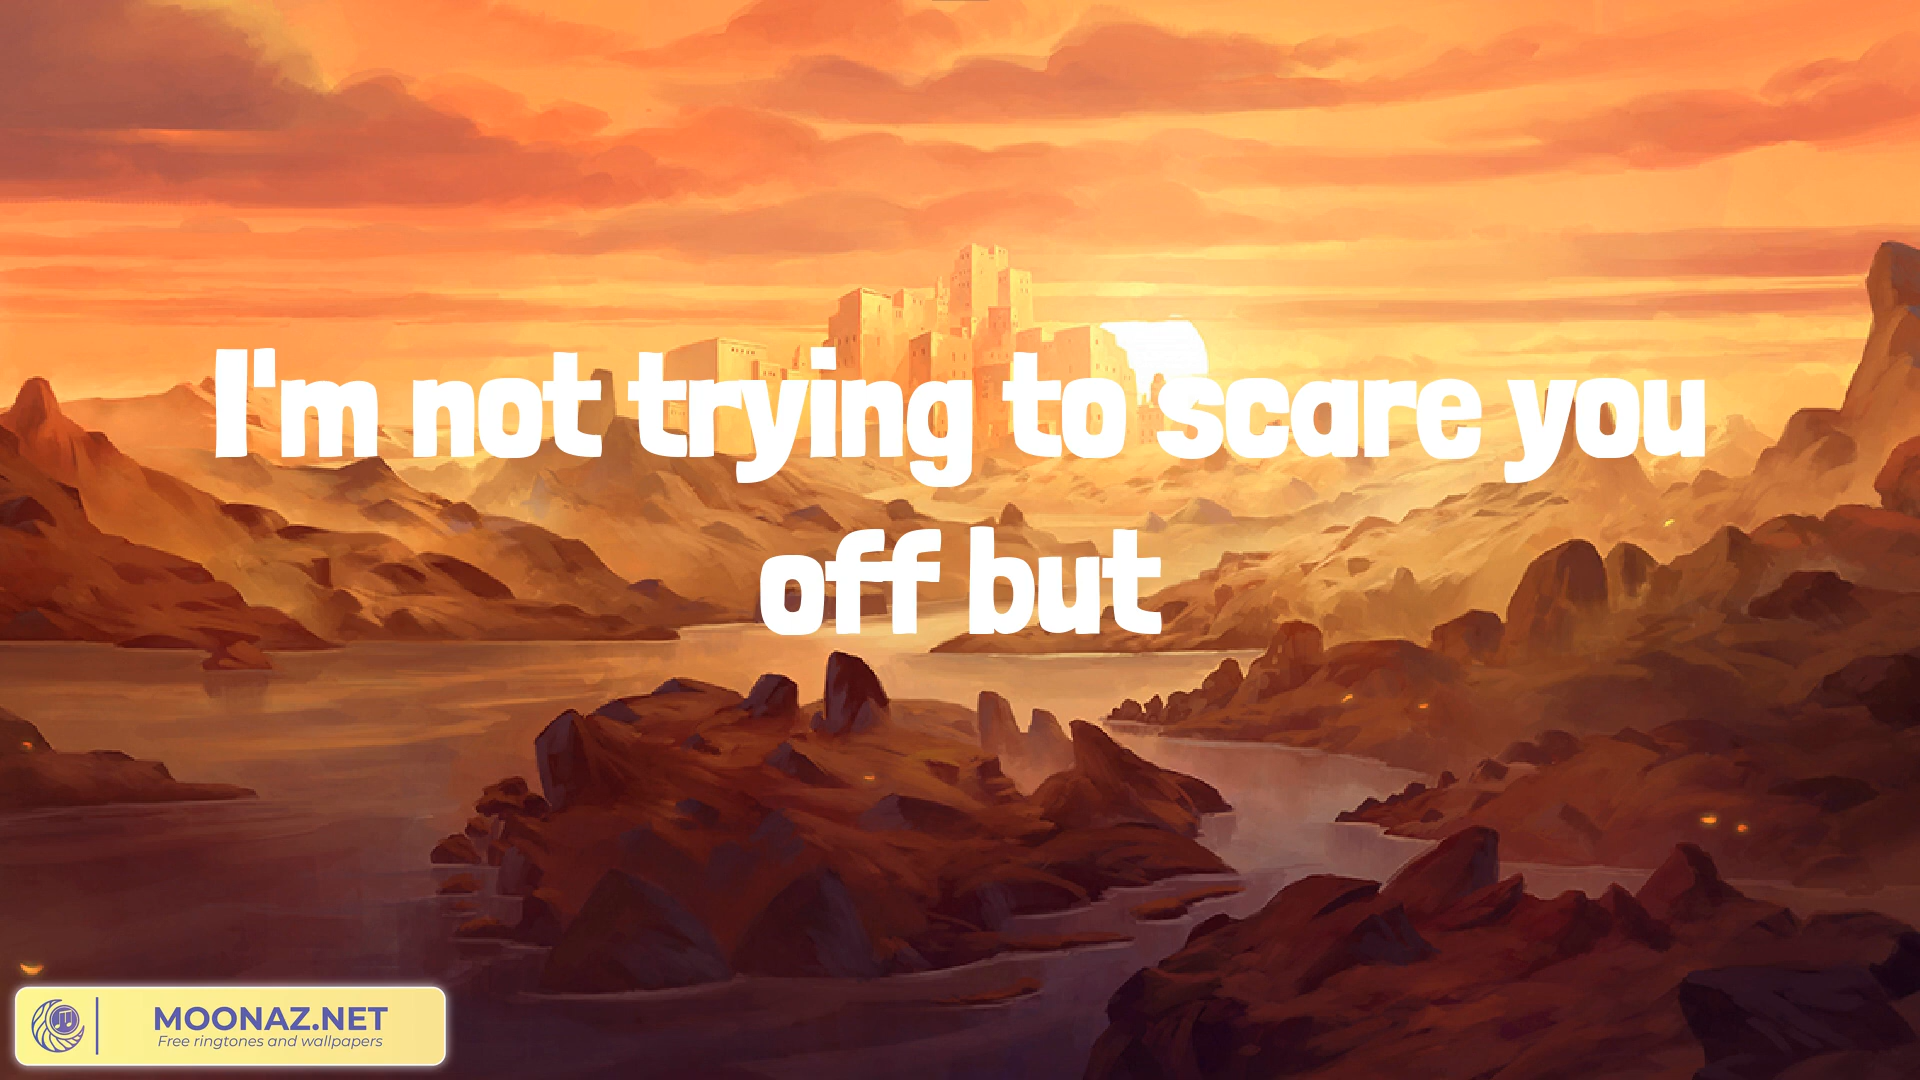 I'm not trying to scare you
off but
MOONAZ.NET
Free ringtones and wallpapers